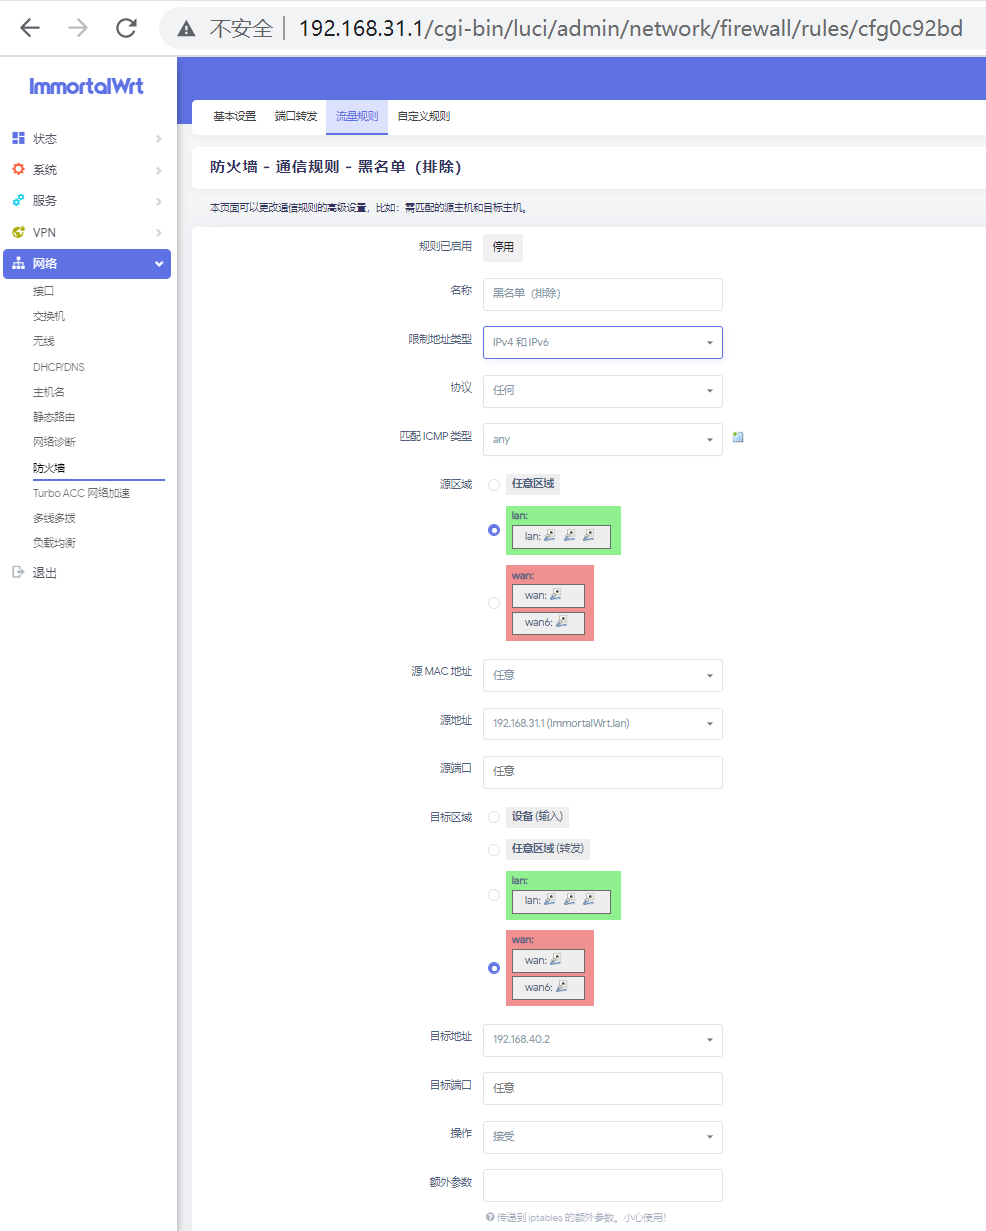 不安全 | 192.168.31.1/cgi-bin/luci/admin/network/firewall/rules/cfg0c92bd
ImmortalWrt
状态
系统
服务
VPN
网络
接口
交换机
无线
DHCP/DNS
主机名
静态路由
网络诊断
防火墙
Turbo ACC 网络加速
多线多拨
负载均衡
退出
基本设置 端口转发 流量规则 自定义规则
防火墙 - 通信规则 - 黑名单（排除）
本页面可以更改通信规则的高级设置，比如：需匹配的源主机和目标主机。
规则已启用 停用
名称 黑名单（排除）
限制地址类型 IPv4 和 IPv6
协议 任何
匹配 ICMP 类型 any
源区域 任意区域
lan:
lan:
wan:
wan:
wan6:
源 MAC 地址 任意
源地址 192.168.31.1 (ImmortalWrt.lan)
源端口 任意
目标区域 设备 (输入)
任意区域 (转发)
lan:
lan:
wan:
wan:
wan6:
目标地址 192.168.40.2
目标端口 任意
操作 接受
额外参数
传递到 iptables 的额外参数。小心使用！